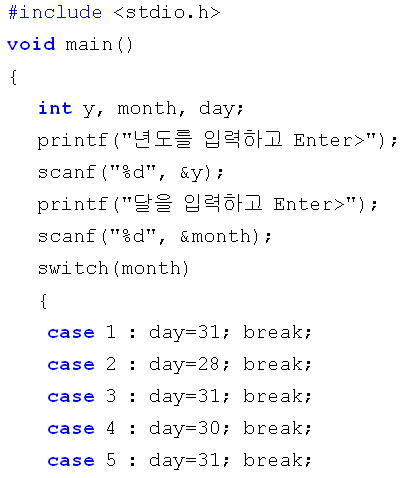 #include <stdio.h>
void main()
{
int y, month, day;
printf("년도를 입력하고 Enter>");
scanf("%d", &y);
printf("달을 입력하고 Enter>");
scanf("%d", &month);
switch(month)
{
case 1 : day=31; break;
case 2 : day=28; break;
case 3 : day=31; break;
case 4 : day=30; break;
case 5 : day=31; break;